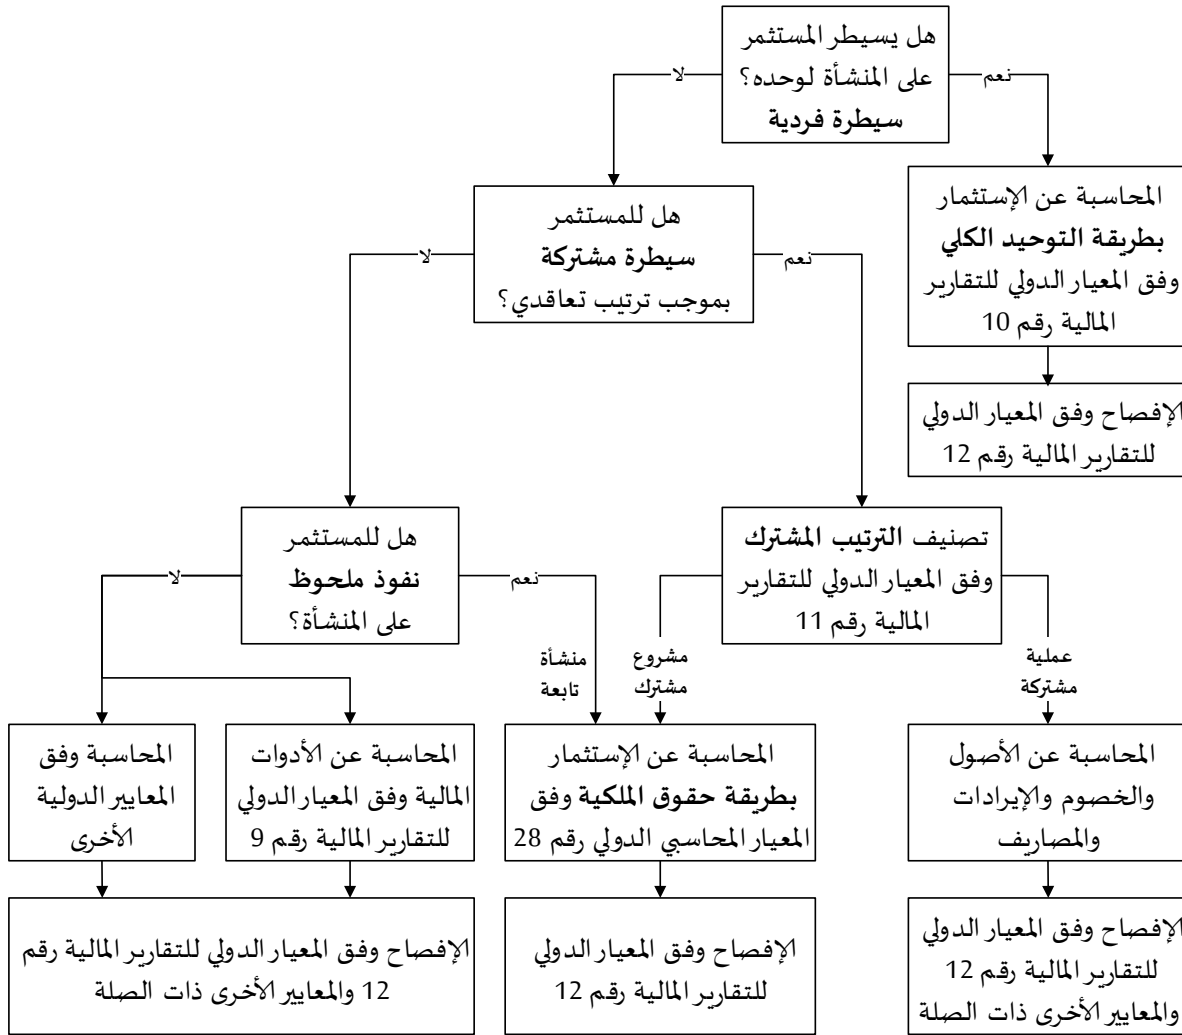 هل يسيطر المستثمر
على المنشأة لوحده؟
سيطرة فردية
نعم
لا
المحاسبة عن الإستثمار
بطريقة التوحيد الكلي
وفق المعيار الدولي للتقارير
المالية رقم 10
الإفصاح وفق المعيار الدولي
للتقارير المالية رقم 12
هل للمستثمر
سيطرة مشتركة
بموجب ترتيب تعاقدي؟
نعم
لا
تصنيف الترتيب المشترك
وفق المعيار الدولي للتقارير
المالية رقم 11
عملية
مشتركة
مشروع
مشترك
هل للمستثمر
نفوذ ملحوظ
على المنشأة؟
نعم
لا
منشأة
تابعة
المحاسبة عن الأصول
والخصوم والإيرادات
والمصاريف
المحاسبة عن الإستثمار
بطريقة حقوق الملكية وفق
المعيار المحاسبي الدولي رقم 28
المحاسبة عن الأدوات
المالية وفق المعيار الدولي
للتقارير المالية رقم 9
المحاسبة وفق
المعايير الدولية
الأخرى
الإفصاح وفق المعيار الدولي
للتقارير المالية رقم 12
والمعايير الأخرى ذات الصلة
الإفصاح وفق المعيار الدولي
للتقارير المالية رقم 12
الإفصاح وفق المعيار الدولي للتقارير المالية رقم
12 والمعايير الأخرى ذات الصلة